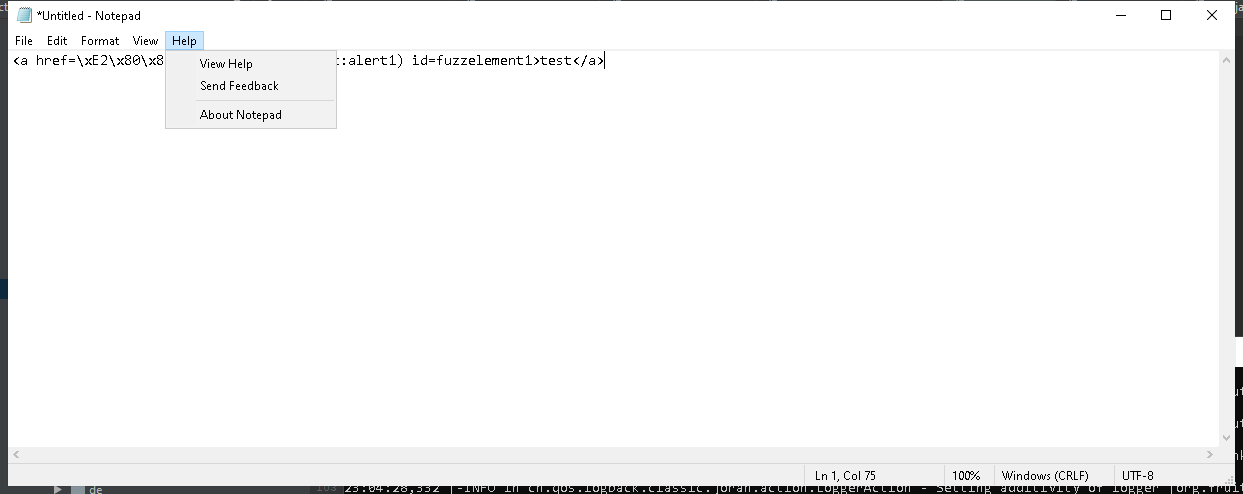 *Untitled - Notepad
File Edit Format View Help
<a href=\xE2\x80\x8 t:alert1) id=fuzzelement1>test</a>
View Help
Send Feedback
About Notepad
Ln 1, Col 75 100% Windows (CRLF) UTF-8
de 23:04:28,332 |-INFO in ch.qos.logback.classic.joran.action.LoggerAction - Setting additivity of logger [org.fruit